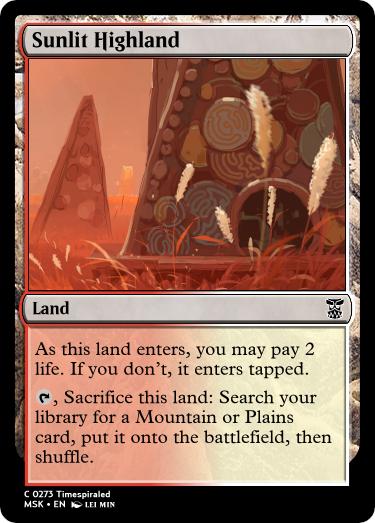 Sunlit Highland
Land
As this land enters, you may pay 2
life. If you don't, it enters tapped.
, Sacrifice this land: Search your
library for a Mountain or Plains
card, put it onto the battlefield, then
shuffle.
C 0273 Timespiraled
MSK • EN LEI MIN